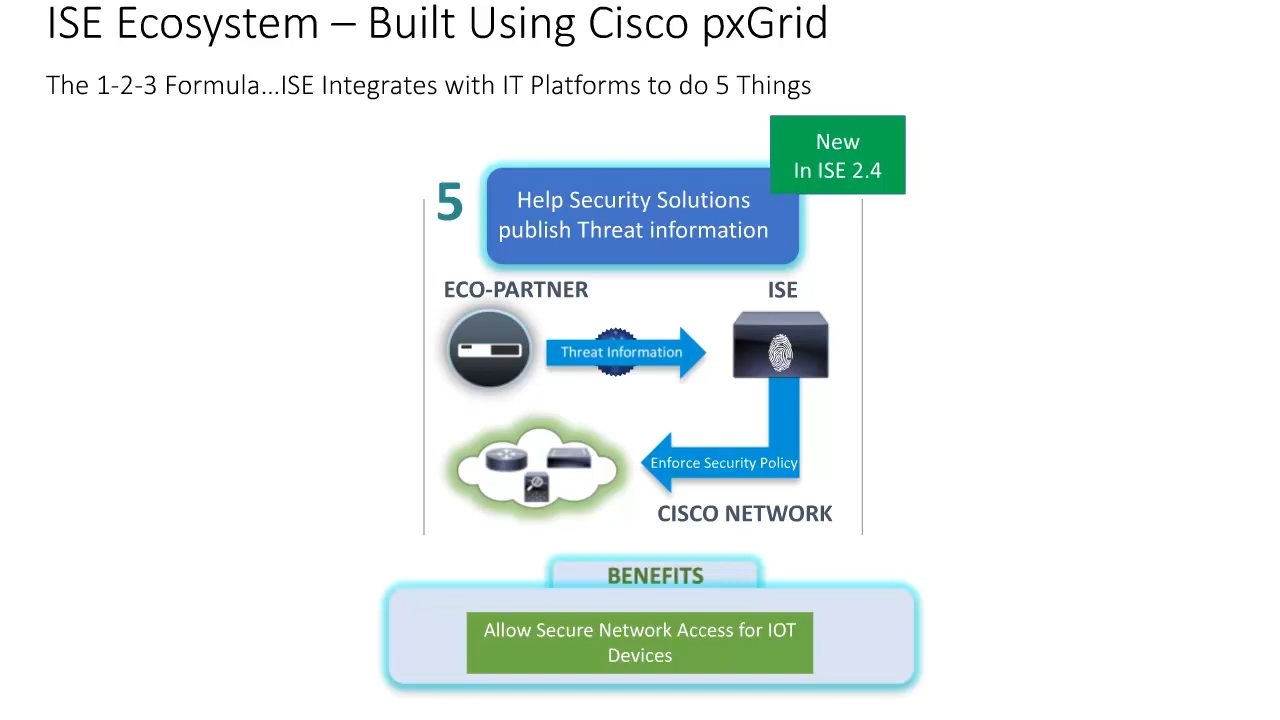 ISE Ecosystem – Built Using Cisco pxGrid
The 1-2-3 Formula...ISE Integrates with IT Platforms to do 5 Things
New
In ISE 2.4
5
Help Security Solutions
publish Threat information
ECO-PARTNER
ISE
Threat Information
Enforce Security Policy
CISCO NETWORK
BENEFITS
Allow Secure Network Access for IOT
Devices